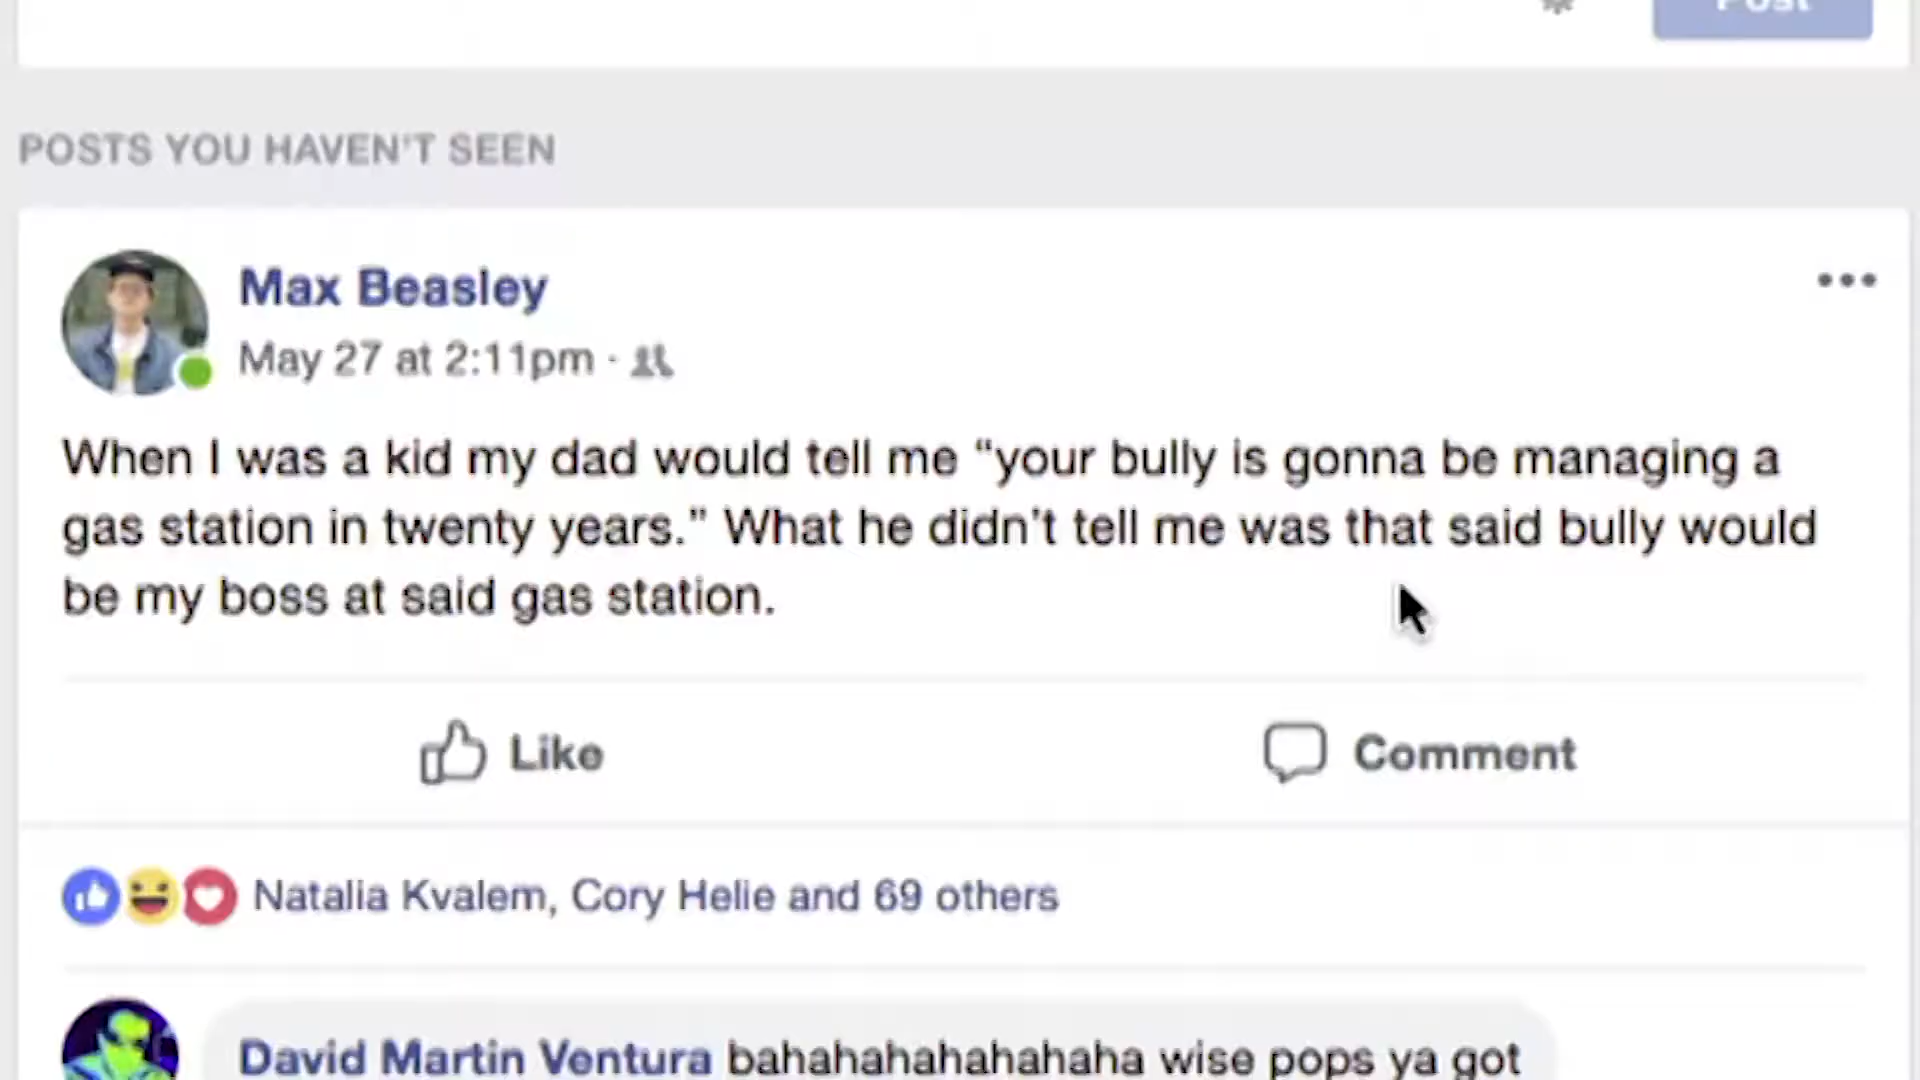 Post
POSTS YOU HAVEN'T SEEN
Max Beasley
May 27 at 2:11pm ·
When I was a kid my dad would tell me “your bully is gonna be managing a
gas station in twenty years.” What he didn't tell me was that said bully would
be my boss at said gas station.
Like
Comment
Natalia Kvalem, Cory Helie and 69 others
David Martin Ventura bahahahahahahaha wise pops ya got